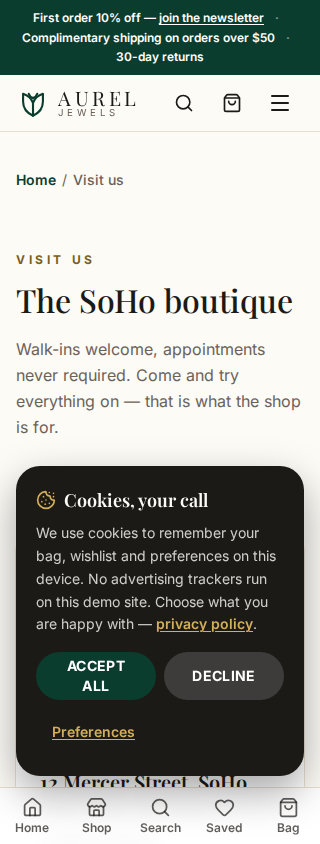 First order 10% off — join the newsletter ·
Complimentary shipping on orders over $50 ·
30-day returns
AUREL
JEWELS
Home / Visit us
VISIT US
The SoHo boutique
Walk-ins welcome, appointments
never required. Come and try
everything on — that is what the shop
is for.
Cookies, your call
We use cookies to remember your
bag, wishlist and preferences on this
device. No advertising trackers run
on this demo site. Choose what you
are happy with — privacy policy.
ACCEPT
ALL
DECLINE
Preferences
12 Mercer Street, SoHo
Home
Shop
Search
Saved
Bag